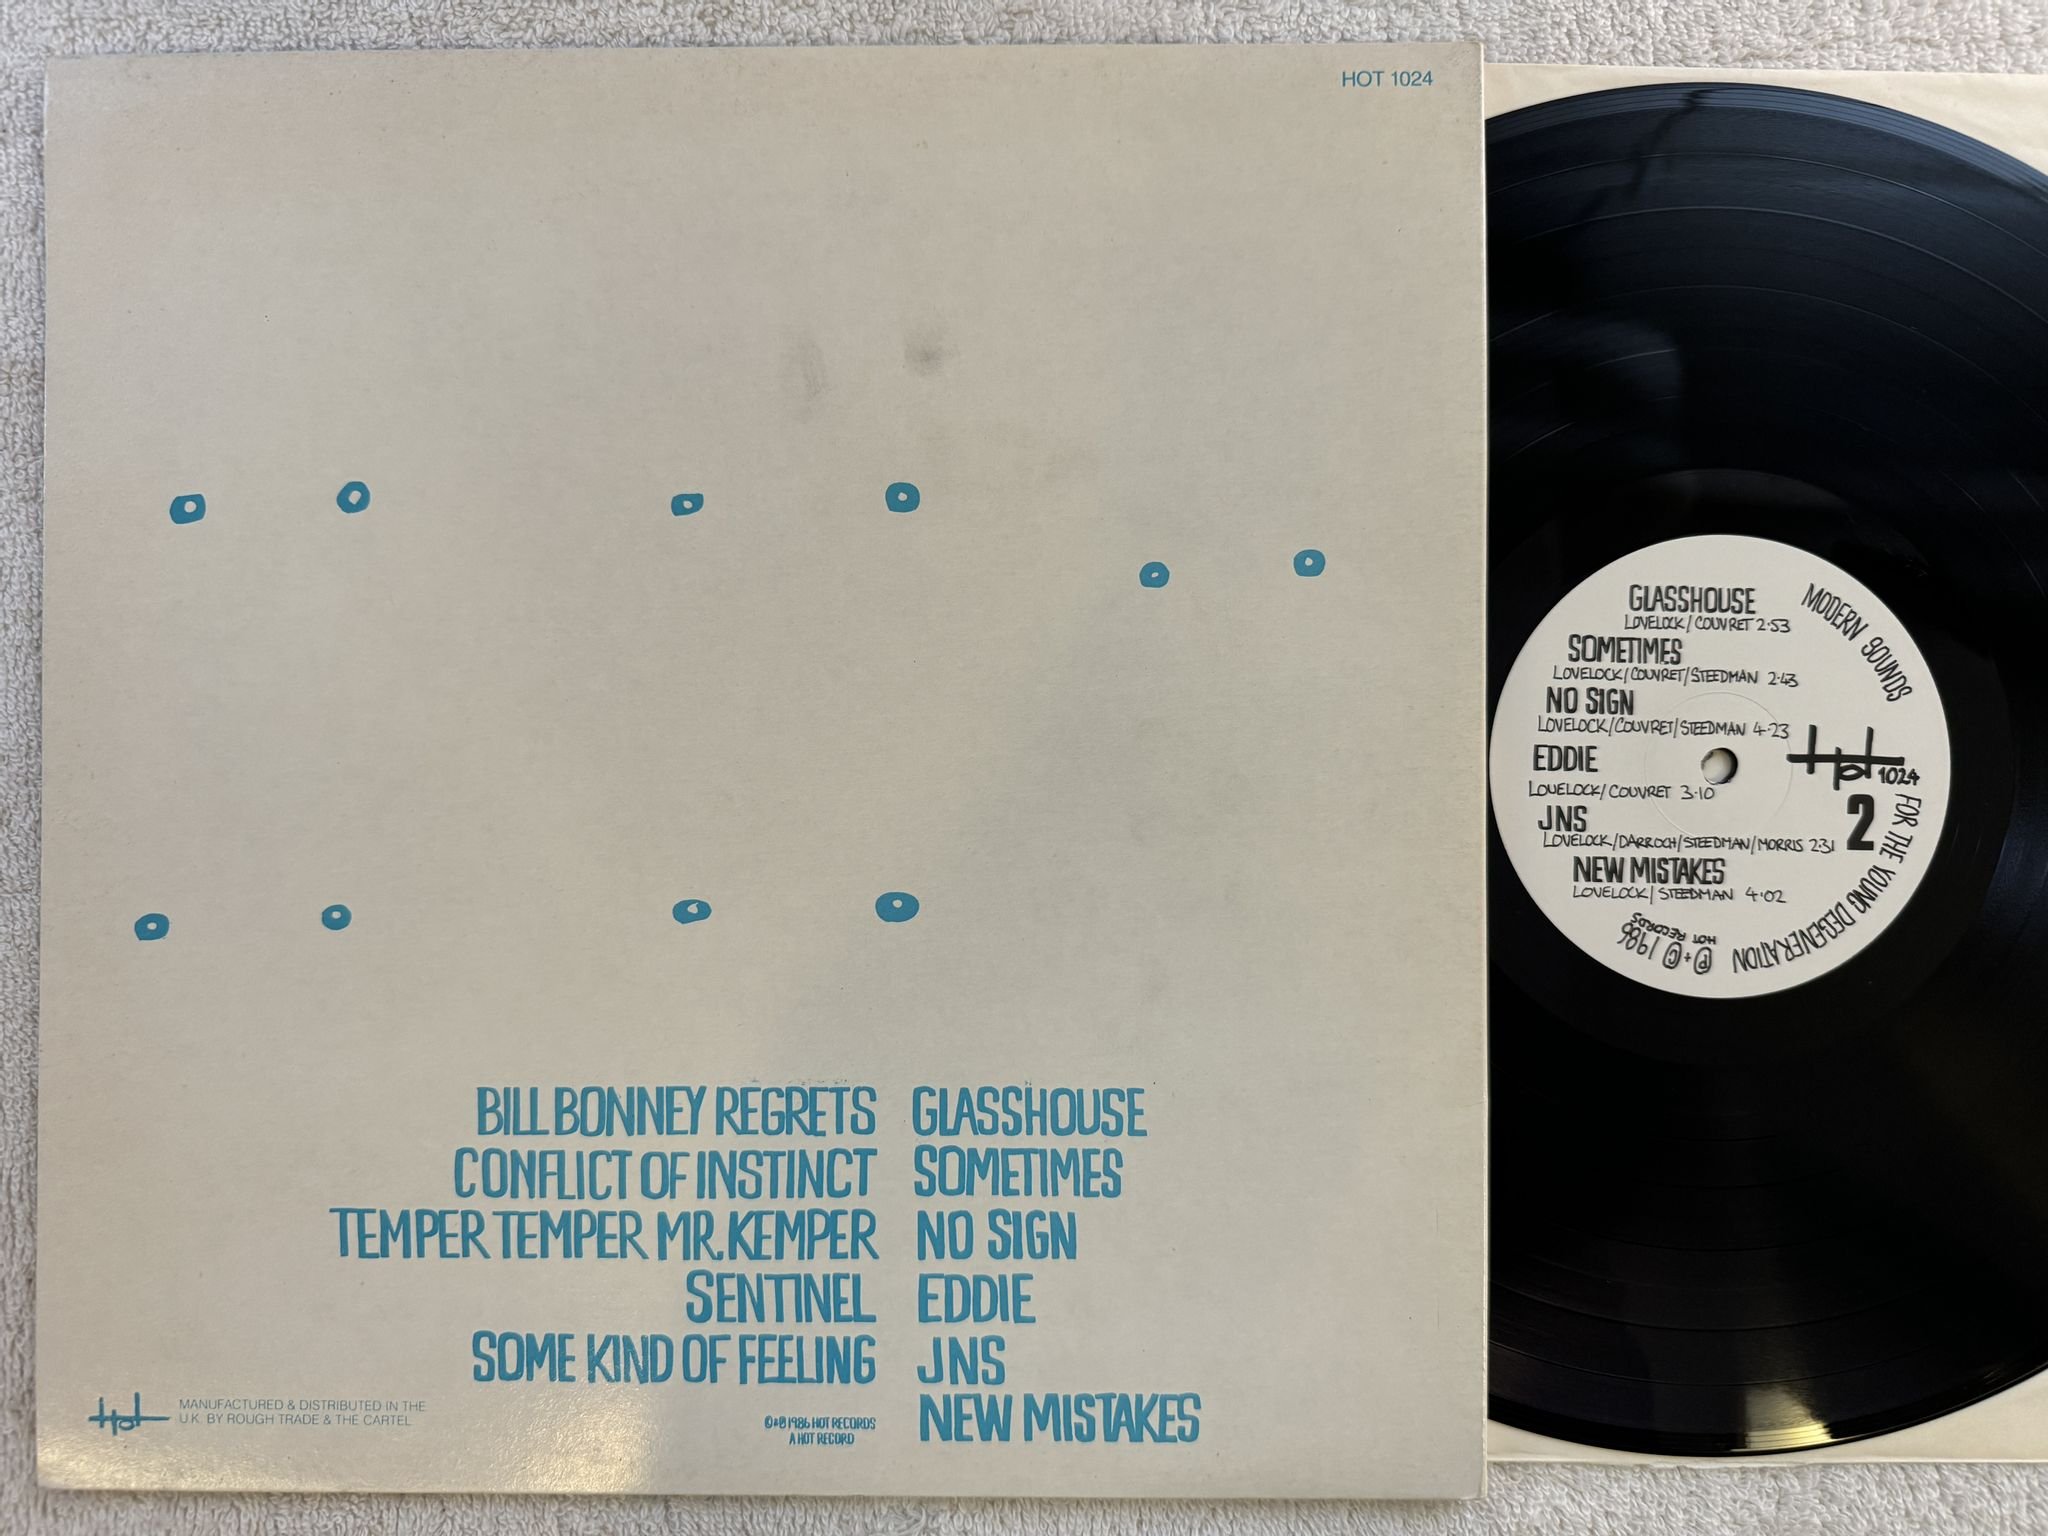 HOT 1024
BILL BONNEY REGRETS
CONFLICT OF INSTINCT
TEMPER TEMPER MR. KEMPER
SENTINEL
SOME KIND OF FEELING
GLASSHOUSE
SOMETIMES
NO SIGN
EDDIE
JNS
NEW MISTAKES
Hot
MANUFACTURED & DISTRIBUTED IN THE
U.K. BY ROUGH TRADE & THE CARTEL
©&℗ 1986 HOT RECORDS
A HOT RECORD
GLASSHOUSE
LOVELOCK/COUVRET 2·53
SOMETIMES
LOVELOCK/COUVRET/STEEDMAN 2·43
NO SIGN
LOVELOCK/COUVRET/STEEDMAN 4·23
EDDIE
LOVELOCK/COUVRET 3·10
JNS
LOVELOCK/DARROCH/STEEDMAN/MORRIS 2·31
NEW MISTAKES
LOVELOCK/STEEDMAN 4·02
MODERN SOUNDS
Hot 1024
2
FOR THE YOUNG DEGENERATION
℗+© 1986
HOT RECORDS